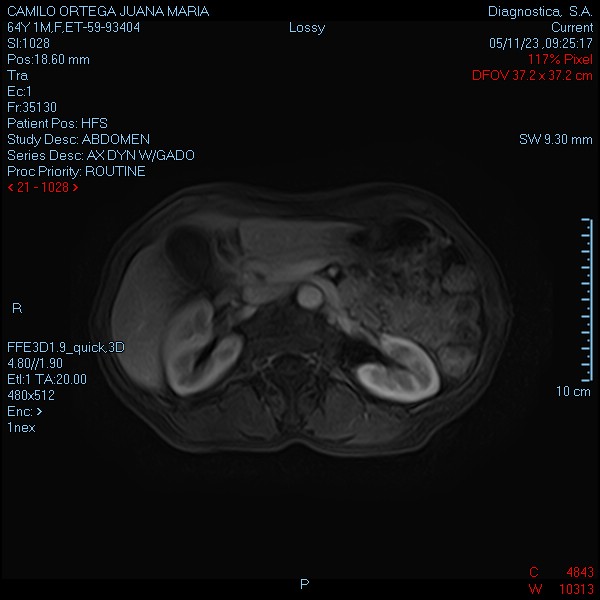 CAMILO ORTEGA JUANA MARIA
64Y 1M,F,ET-59-93404
SI:1028
Pos:18.60 mm
Tra
Ec:1
Fr:35130
Patient Pos: HFS
Study Desc: ABDOMEN
Series Desc: AX DYN W/GADO
Proc Priority: ROUTINE
< 21 - 1028 >
Lossy
Diagnostica, S.A.
Current
05/11/23 ,09:25:17
117% Pixel
DFOV 37.2 x 37.2 cm
SW 9.30 mm
R
FFE3D1.9_quick,3D
4.80//1.90
Etl:1 TA:20.00
480x512
Enc: >
1nex
10 cm
P
C 4843
W 10313